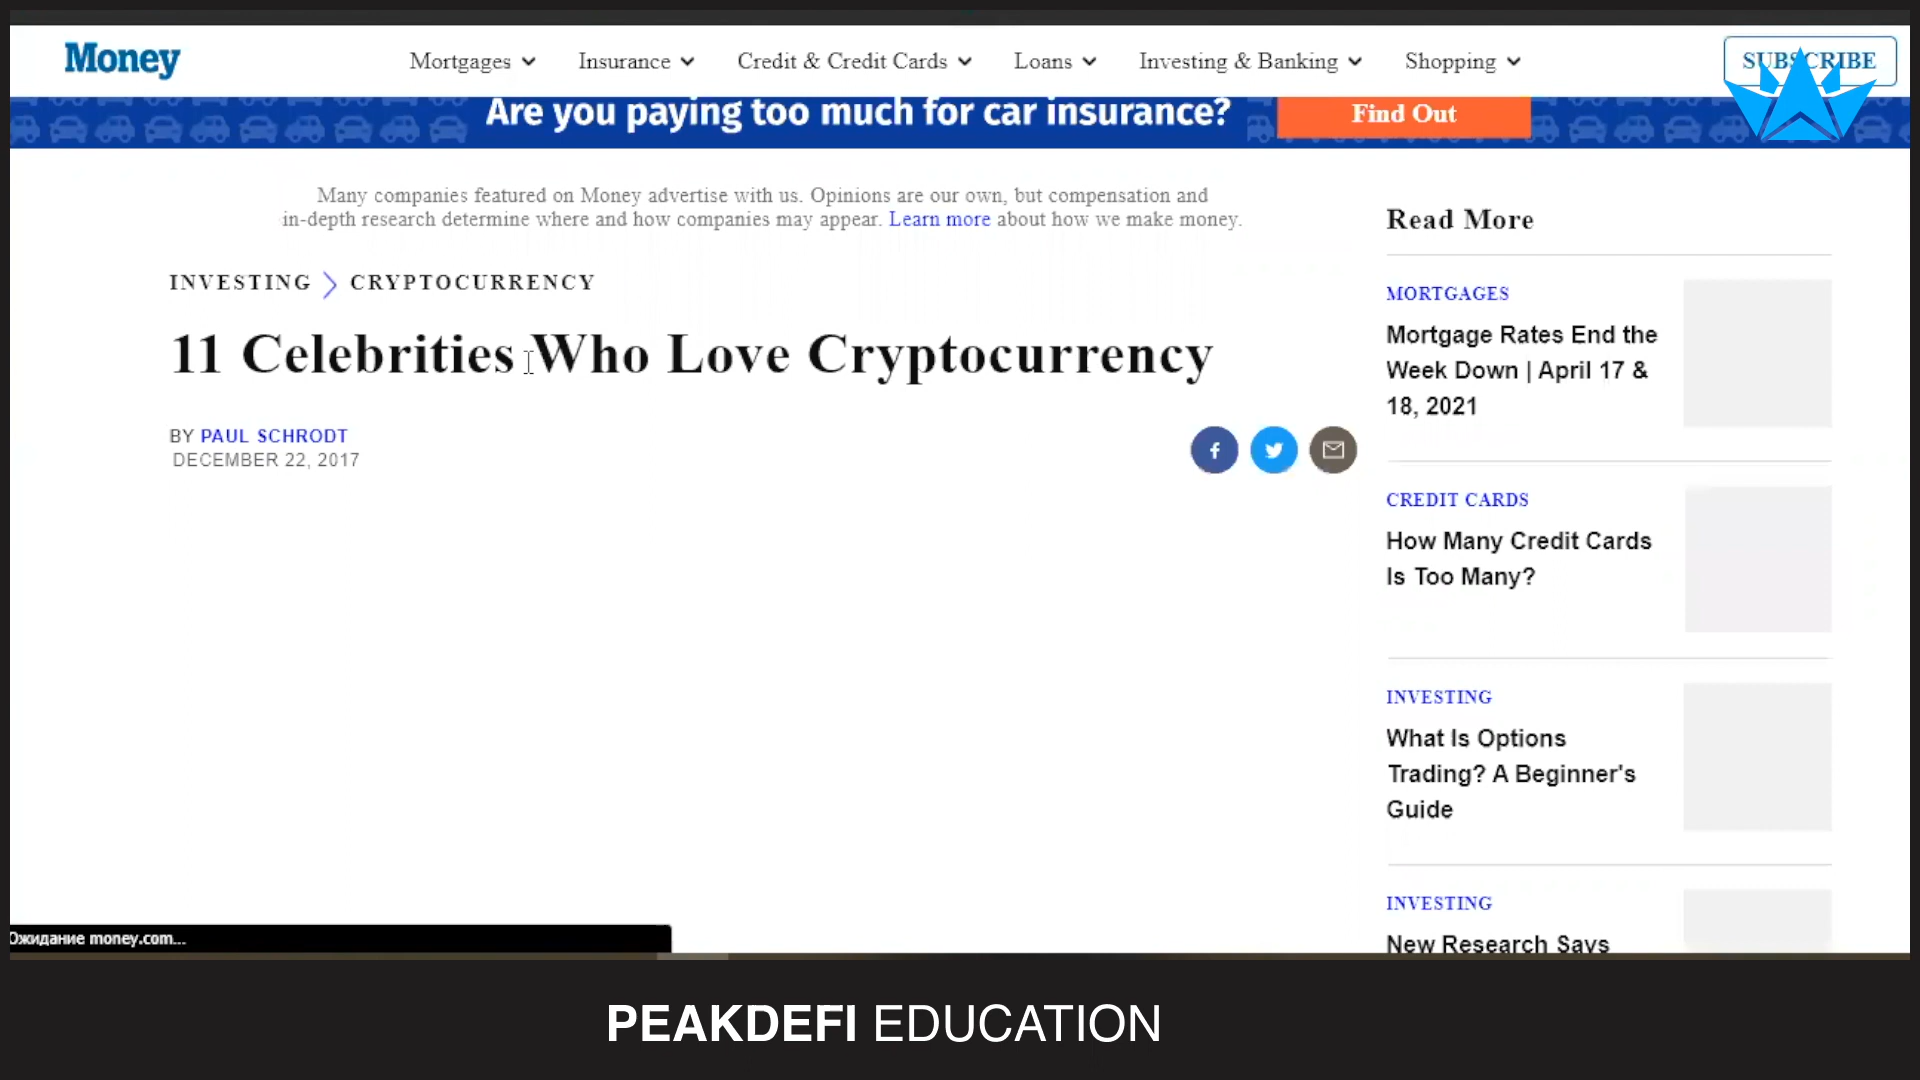 Money
Mortgages
Insurance
Credit & Credit Cards
Loans
Investing & Banking
Shopping
SUBSCRIBE
Are you paying too much for car insurance?
Find Out
Many companies featured on Money advertise with us. Opinions are our own, but compensation and
in-depth research determine where and how companies may appear. Learn more about how we make money.
INVESTING
CRYPTOCURRENCY
11 Celebrities Who Love Cryptocurrency
BY PAUL SCHRODT
DECEMBER 22, 2017
Read More
MORTGAGES
Mortgage Rates End the
Week Down | April 17 &
18, 2021
CREDIT CARDS
How Many Credit Cards
Is Too Many?
INVESTING
What Is Options
Trading? A Beginner's
Guide
INVESTING
New Research Says
Ожидание money.com...
PEAKDEFI EDUCATION